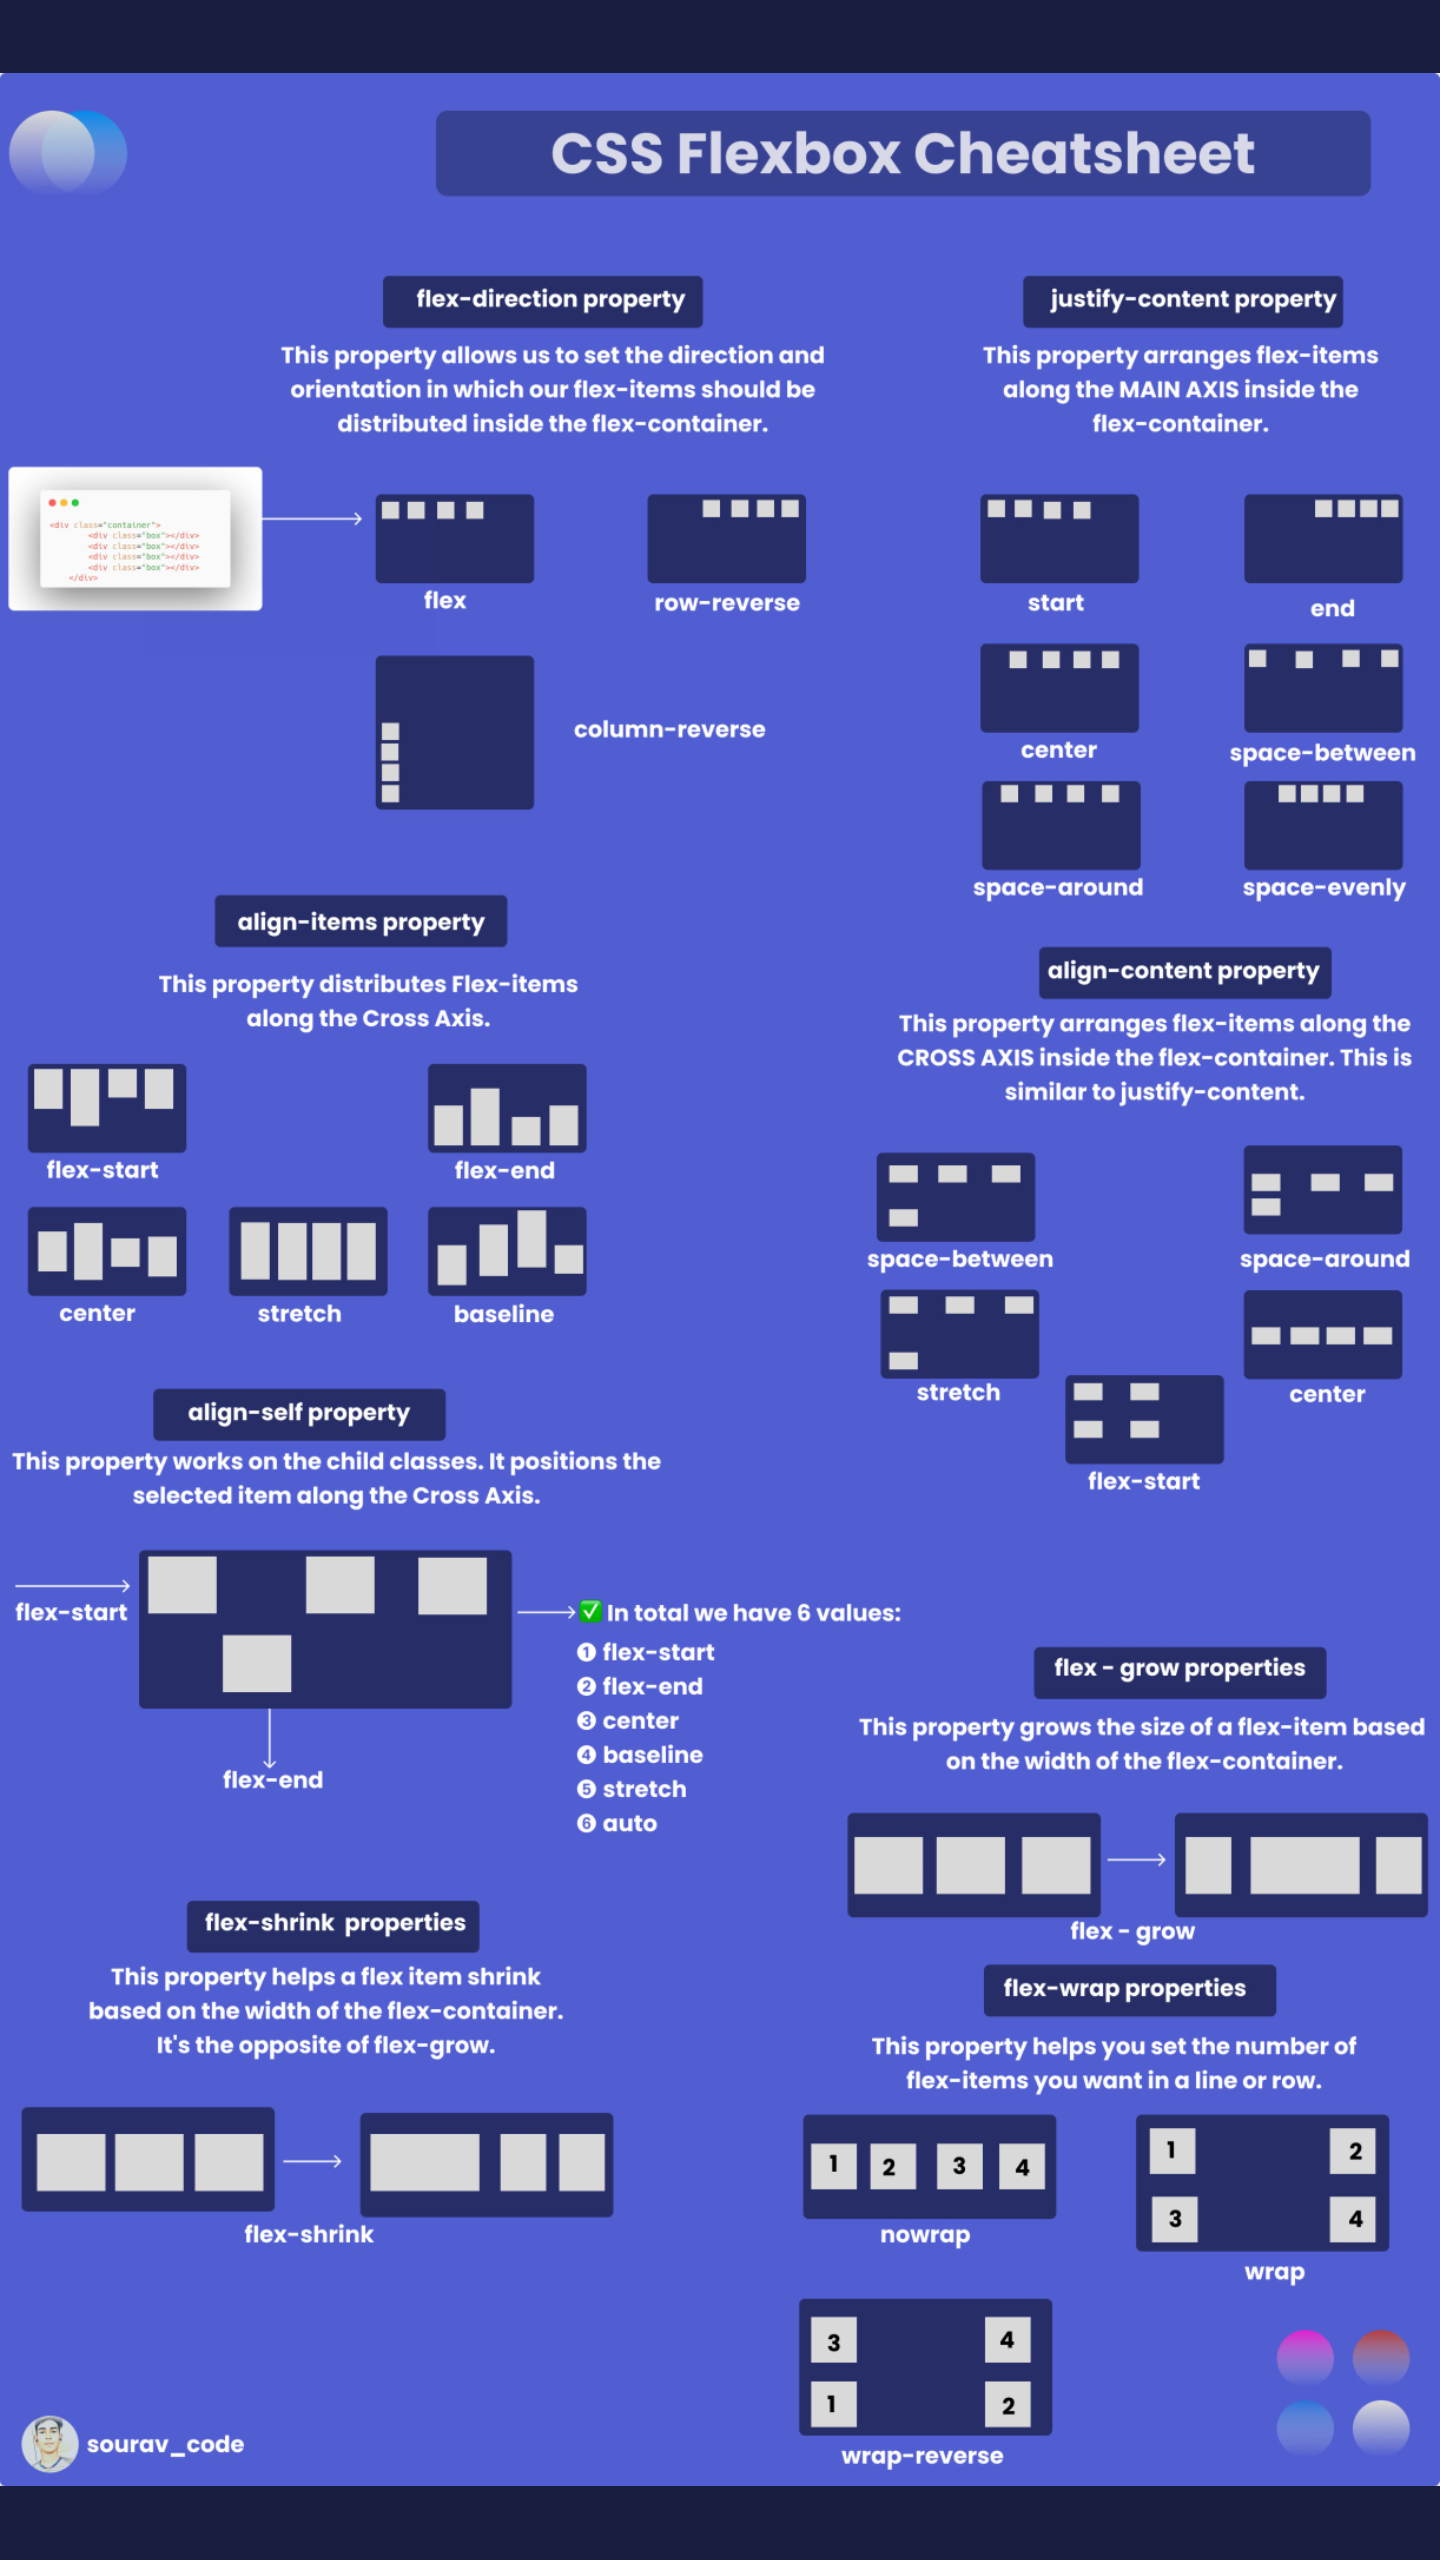 CSS Flexbox Cheatsheet
flex-direction property
This property allows us to set the direction and
orientation in which our flex-items should be
distributed inside the flex-container.
<div class="container">
<div class="box"></div>
<div class="box"></div>
<div class="box"></div>
<div class="box"></div>
</div>
flex
row-reverse
column-reverse
justify-content property
This property arranges flex-items
along the MAIN AXIS inside the
flex-container.
start
end
center
space-between
space-around
space-evenly
align-items property
This property distributes Flex-items
along the Cross Axis.
flex-start
flex-end
center
stretch
baseline
align-content property
This property arranges flex-items along the
CROSS AXIS inside the flex-container. This is
similar to justify-content.
space-between
space-around
stretch
center
flex-start
align-self property
This property works on the child classes. It positions the
selected item along the Cross Axis.
flex-start
flex-end
✅ In total we have 6 values:
❶ flex-start
❷ flex-end
❸ center
❹ baseline
❺ stretch
❻ auto
flex - grow properties
This property grows the size of a flex-item based
on the width of the flex-container.
flex - grow
flex-shrink properties
This property helps a flex item shrink
based on the width of the flex-container.
It's the opposite of flex-grow.
flex-shrink
flex-wrap properties
This property helps you set the number of
flex-items you want in a line or row.
1 2 3 4
nowrap
1 2
3 4
wrap
3 4
1 2
wrap-reverse
sourav_code